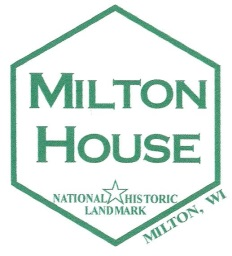 MILTON
HOUSE
NATIONAL HISTORIC
LANDMARK
MILTON, WI